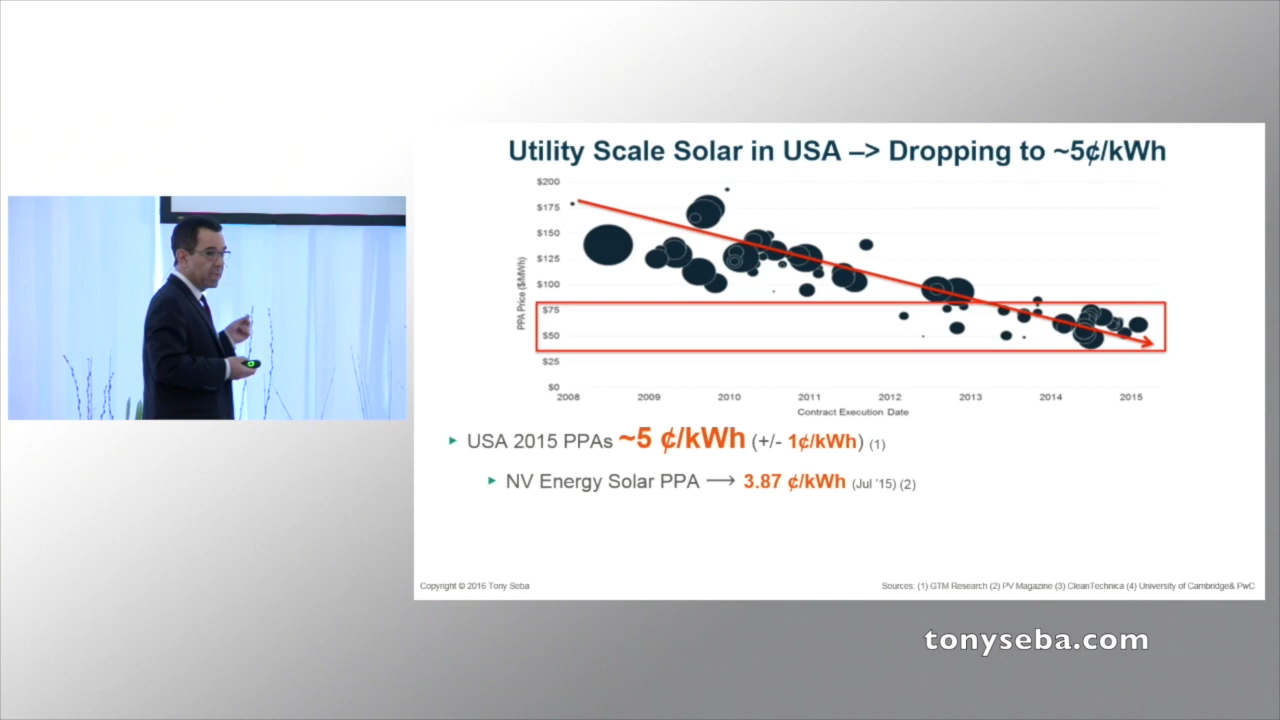 Utility Scale Solar in USA –> Dropping to ~5¢/kWh
$200
$175
$150
$125
$100
$75
$50
$25
$0
PPA Price ($/MWh)
2008 2009 2010 2011 2012 2013 2014 2015
Contract Execution Date
USA 2015 PPAs ~5 ¢/kWh (+/- 1¢/kWh) (1)
NV Energy Solar PPA ⟶ 3.87 ¢/kWh (Jul '15) (2)
Copyright © 2016 Tony Seba
Sources: (1) GTM Research (2) PV Magazine (3) CleanTechnica (4) University of Cambridge& PwC
tonyseba.com